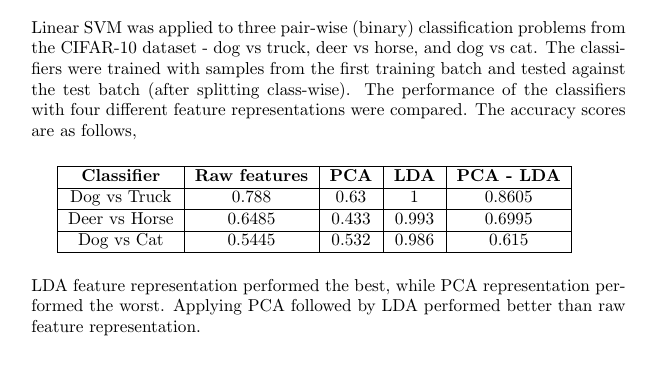 Linear SVM was applied to three pair-wise (binary) classification problems from
the CIFAR-10 dataset - dog vs truck, deer vs horse, and dog vs cat. The classi-
fiers were trained with samples from the first training batch and tested against
the test batch (after splitting class-wise). The performance of the classifiers
with four different feature representations were compared. The accuracy scores
are as follows,
Classifier Raw features PCA LDA PCA - LDA
Dog vs Truck 0.788 0.63 1 0.8605
Deer vs Horse 0.6485 0.433 0.993 0.6995
Dog vs Cat 0.5445 0.532 0.986 0.615
LDA feature representation performed the best, while PCA representation per-
formed the worst. Applying PCA followed by LDA performed better than raw
feature representation.